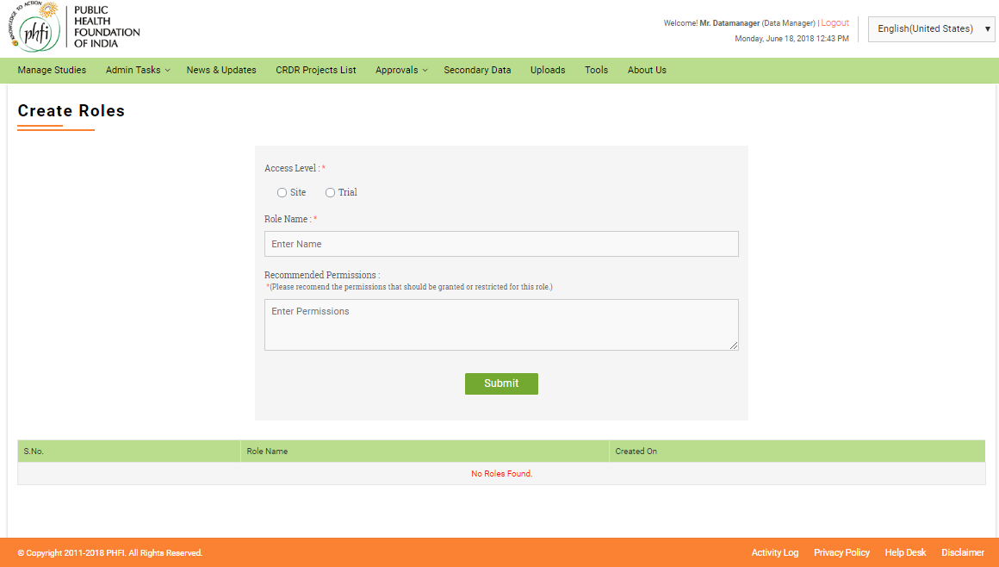 KNOWLEDGE TO ACTION
phfi
PUBLIC
HEALTH
FOUNDATION
OF INDIA
Welcome! Mr. Datamanager (Data Manager) | Logout
Monday, June 18, 2018 12:43 PM
English(United States)
Manage Studies Admin Tasks News & Updates CRDR Projects List Approvals Secondary Data Uploads Tools About Us
Create Roles
Access Level : *
Site Trial
Role Name : *
Enter Name
Recommended Permissions :
*(Please recomend the permissions that should be granted or restricted for this role.)
Enter Permissions
Submit
S.No. Role Name Created On
No Roles Found.
© Copyright 2011-2018 PHFI. All Rights Reserved.
Activity Log Privacy Policy Help Desk Disclaimer